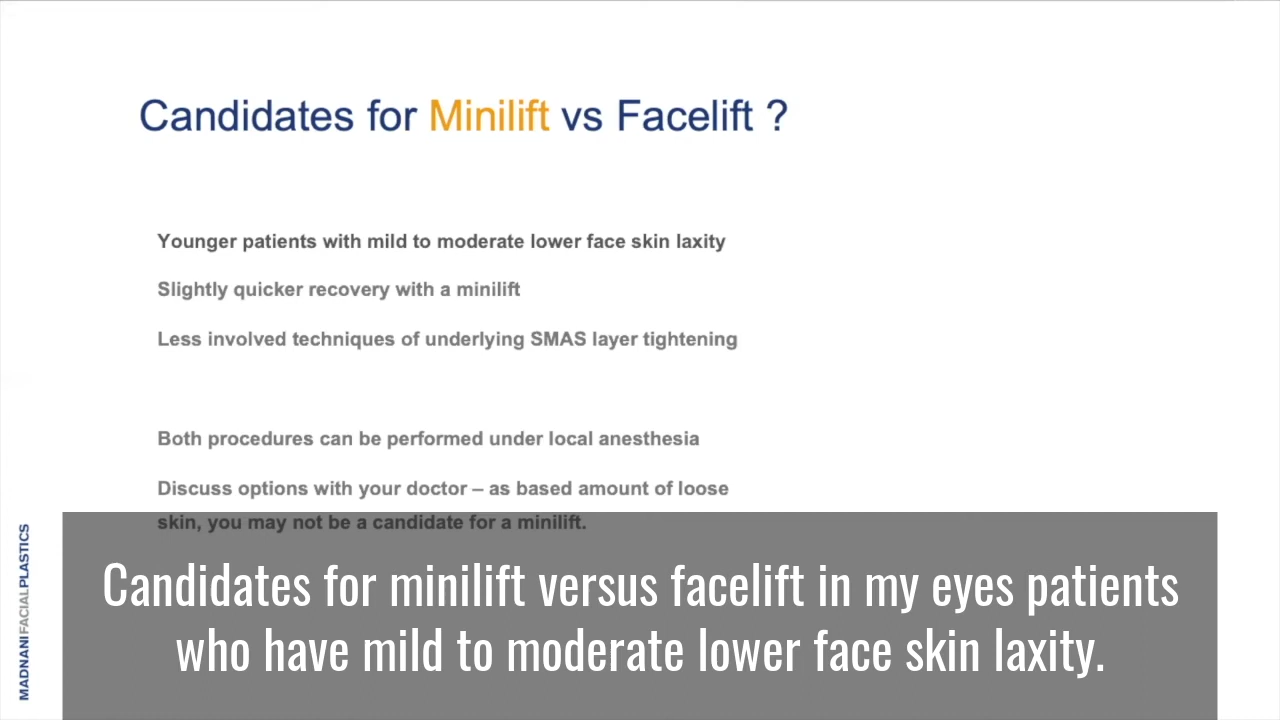 Candidates for Minilift vs Facelift ?
Younger patients with mild to moderate lower face skin laxity
Slightly quicker recovery with a minilift
Less involved techniques of underlying SMAS layer tightening
Both procedures can be performed under local anesthesia
Discuss options with your doctor – as based amount of loose
skin, you may not be a candidate for a minilift.
MADNANIFACIALPLASTICS
Candidates for minilift versus facelift in my eyes patients
who have mild to moderate lower face skin laxity.